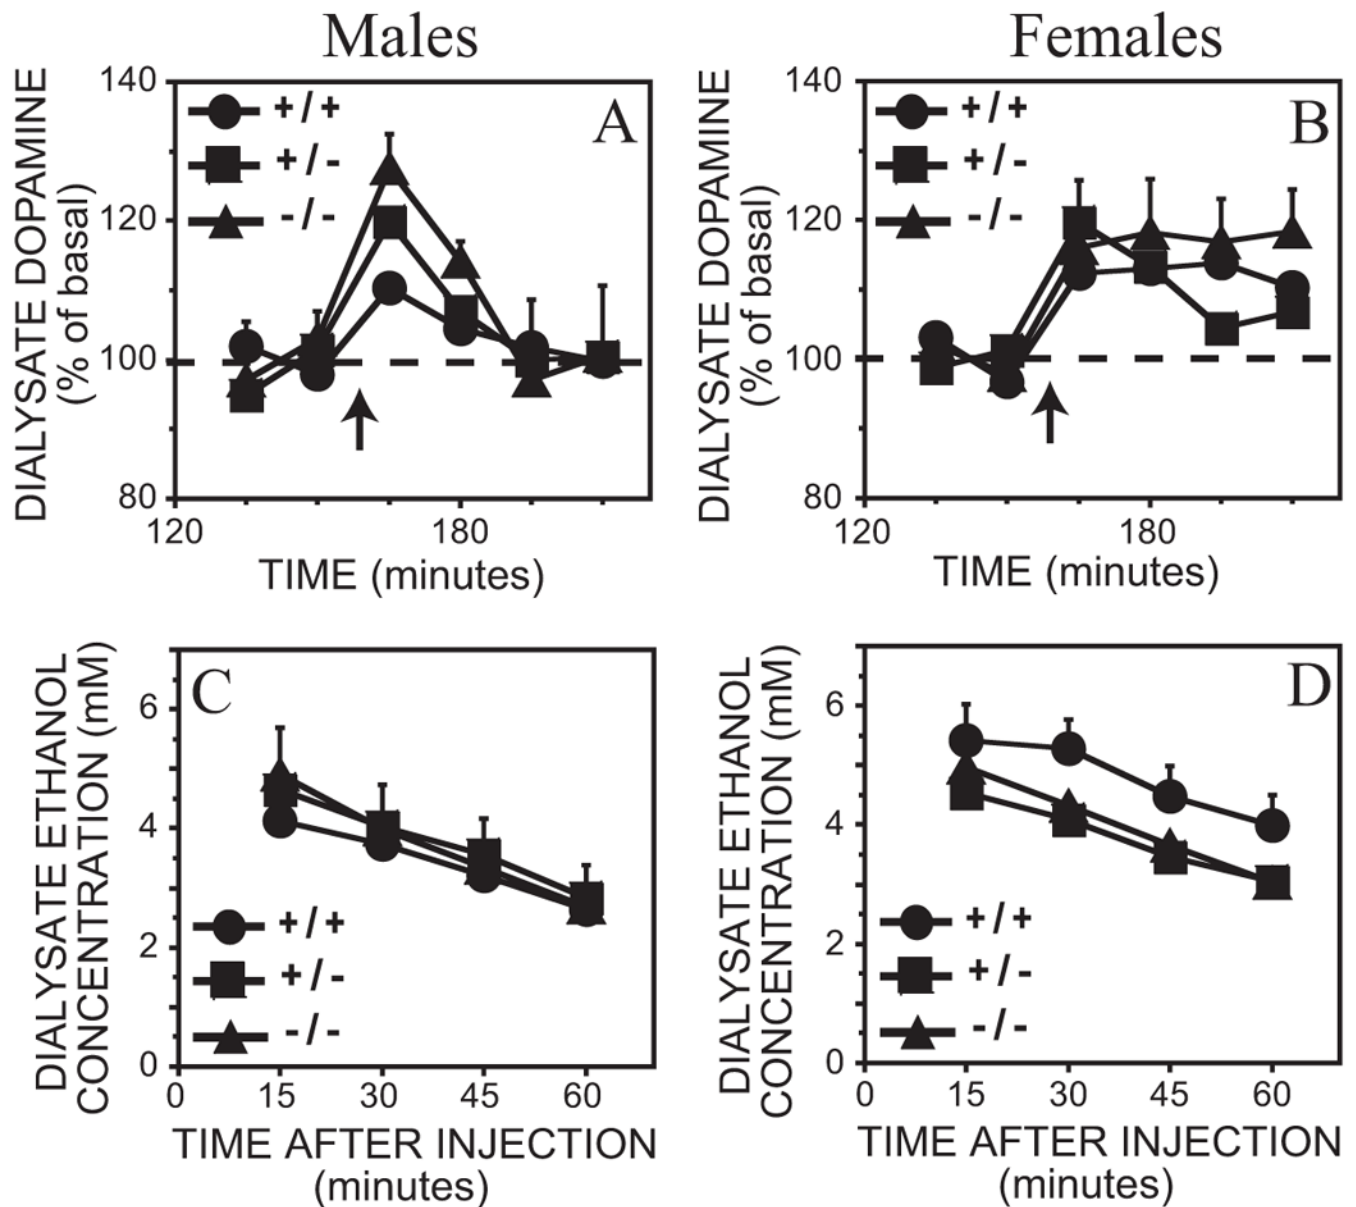 Males
DIALYSATE DOPAMINE
(% of basal)
140
120
100
80
+/+
+/-
-/-
A
120
180
TIME (minutes)
Females
DIALYSATE DOPAMINE
(% of basal)
140
120
100
80
+/+
+/-
-/-
B
120
180
TIME (minutes)
DIALYSATE ETHANOL
CONCENTRATION (mM)
6
4
2
0
C
+/+
+/-
-/-
0 15 30 45 60
TIME AFTER INJECTION
(minutes)
DIALYSATE ETHANOL
CONCENTRATION (mM)
6
4
2
0
D
+/+
+/-
-/-
0 15 30 45 60
TIME AFTER INJECTION
(minutes)